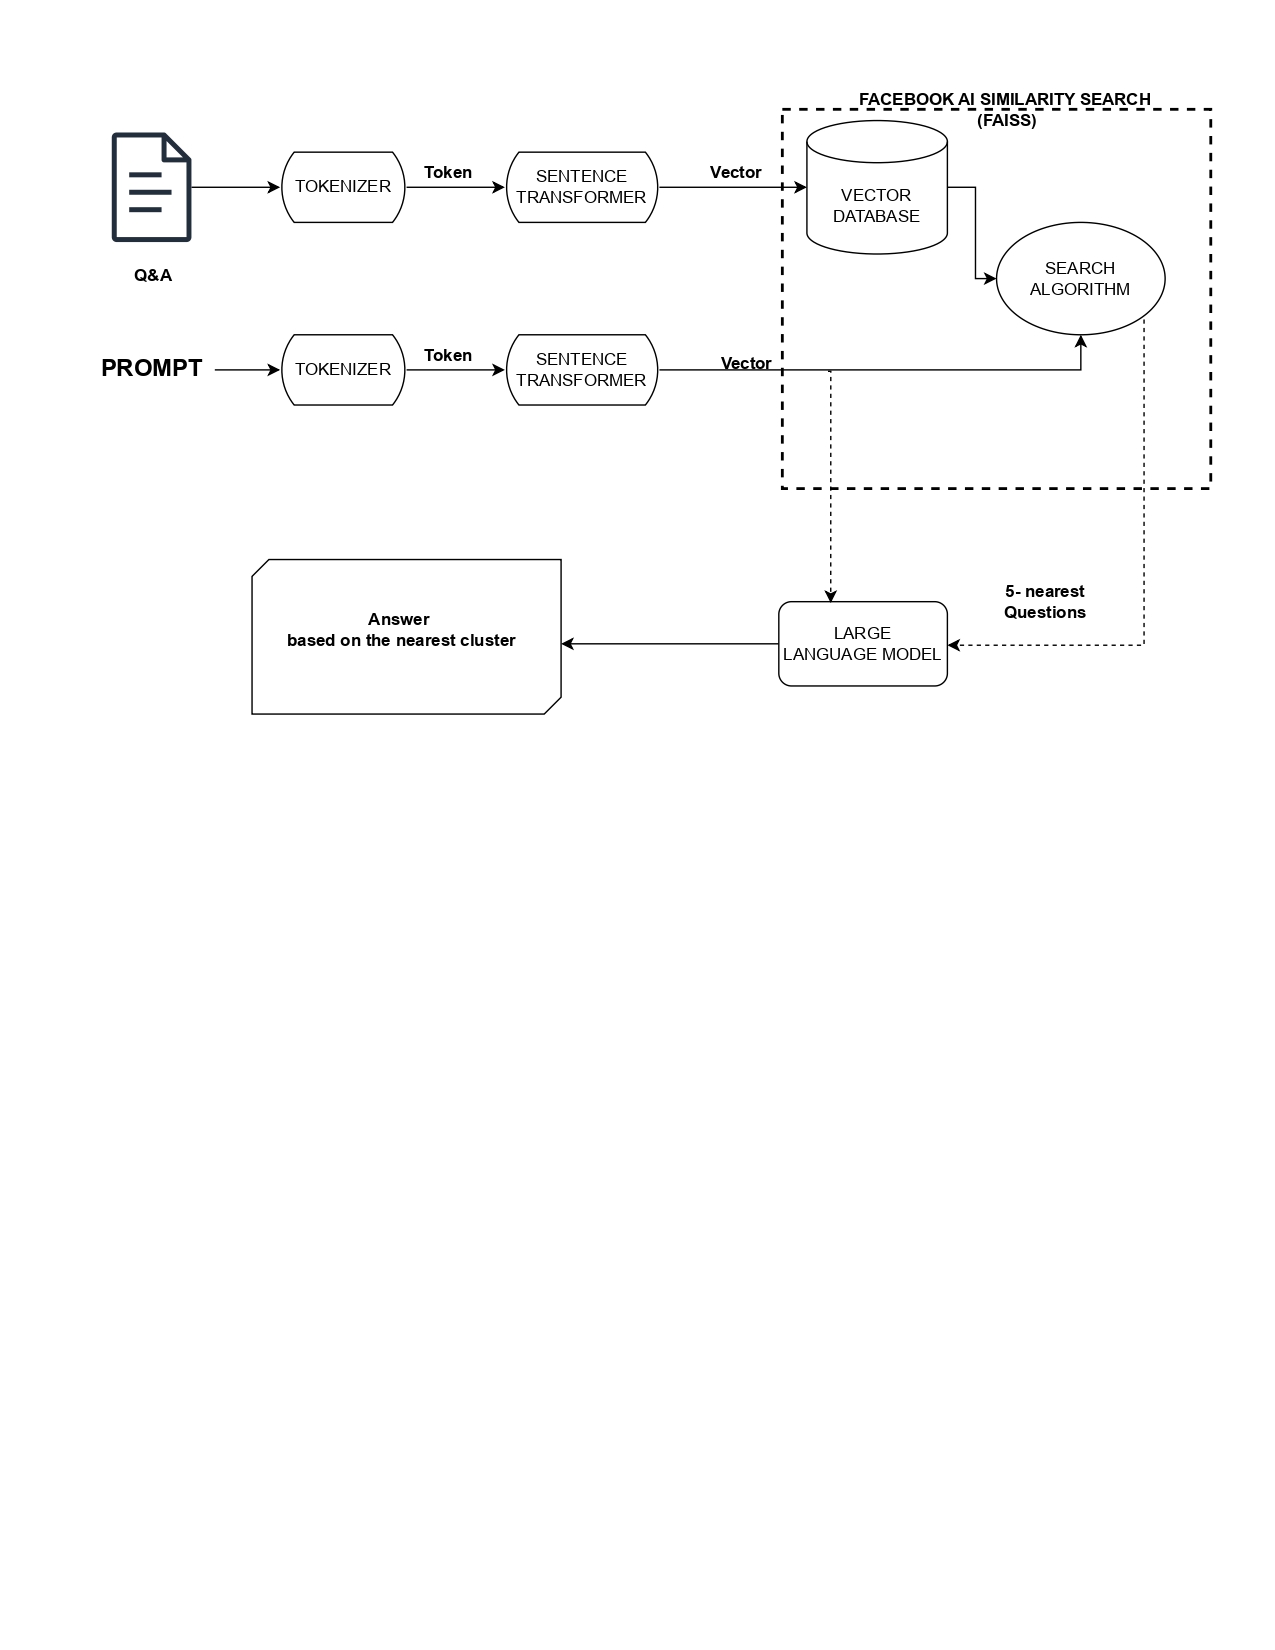 FACEBOOK AI SIMILARITY SEARCH
(FAISS)
Q&A
TOKENIZER
Token
SENTENCE
TRANSFORMER
Vector
VECTOR
DATABASE
SEARCH
ALGORITHM
PROMPT
TOKENIZER
Token
SENTENCE
TRANSFORMER
Vector
5- nearest
Questions
LARGE
LANGUAGE MODEL
Answer
based on the nearest cluster